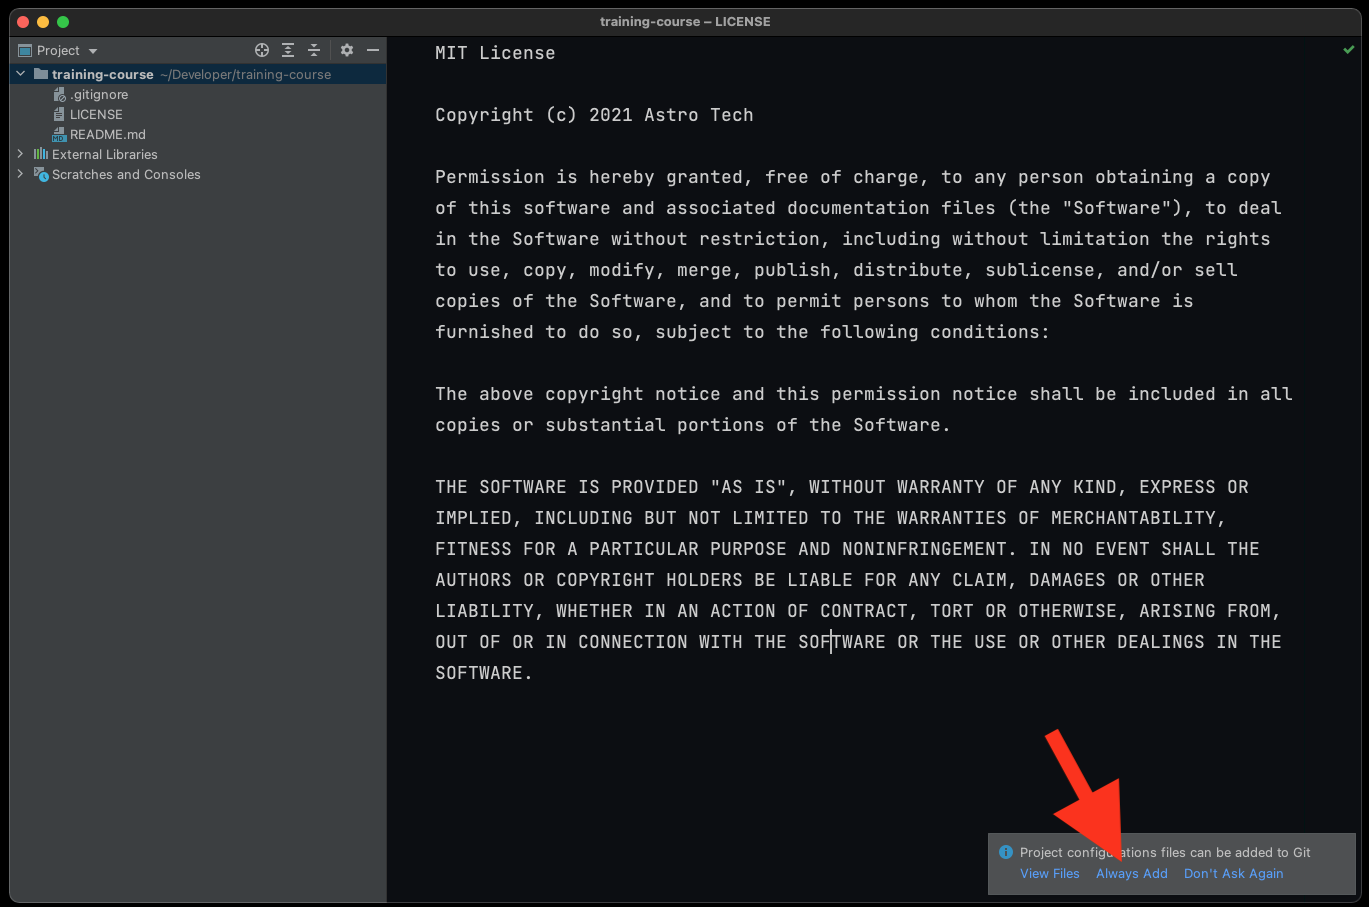 training-course – LICENSE
Project
training-course ~/Developer/training-course
.gitignore
LICENSE
README.md
External Libraries
Scratches and Consoles
MIT License
Copyright (c) 2021 Astro Tech
Permission is hereby granted, free of charge, to any person obtaining a copy
of this software and associated documentation files (the "Software"), to deal
in the Software without restriction, including without limitation the rights
to use, copy, modify, merge, publish, distribute, sublicense, and/or sell
copies of the Software, and to permit persons to whom the Software is
furnished to do so, subject to the following conditions:
The above copyright notice and this permission notice shall be included in all
copies or substantial portions of the Software.
THE SOFTWARE IS PROVIDED "AS IS", WITHOUT WARRANTY OF ANY KIND, EXPRESS OR
IMPLIED, INCLUDING BUT NOT LIMITED TO THE WARRANTIES OF MERCHANTABILITY,
FITNESS FOR A PARTICULAR PURPOSE AND NONINFRINGEMENT. IN NO EVENT SHALL THE
AUTHORS OR COPYRIGHT HOLDERS BE LIABLE FOR ANY CLAIM, DAMAGES OR OTHER
LIABILITY, WHETHER IN AN ACTION OF CONTRACT, TORT OR OTHERWISE, ARISING FROM,
OUT OF OR IN CONNECTION WITH THE SOFTWARE OR THE USE OR OTHER DEALINGS IN THE
SOFTWARE.
Project configurations files can be added to Git
View Files Always Add Don't Ask Again